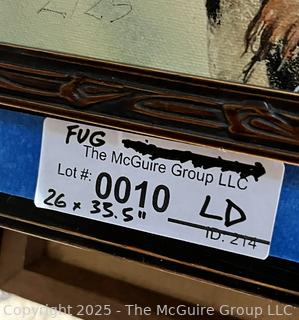 FUG
The McGuire Group LLC
Lot #: 0010
26 x 33.5" LD
ID: 214
Copyright 2025 - The McGuire Group LLC